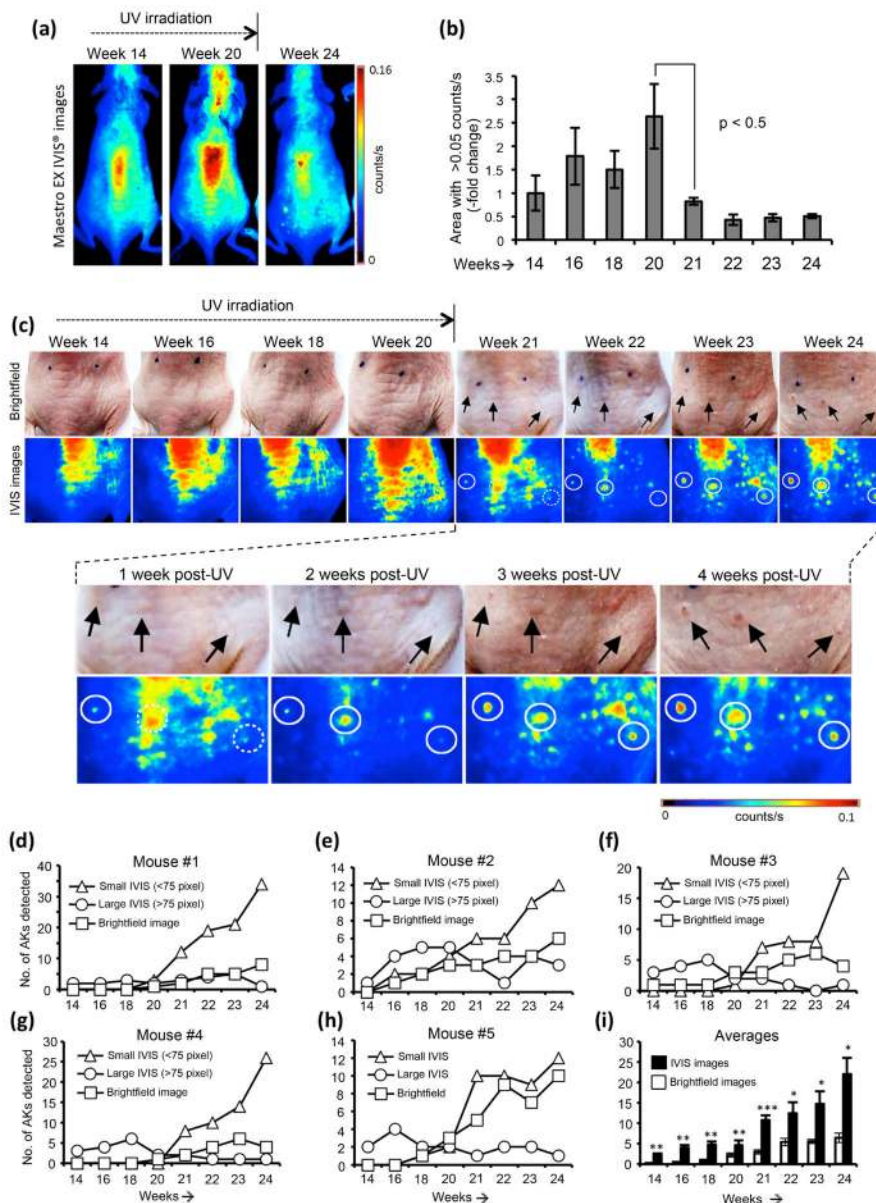 (a)
UV irradiation
Week 14 Week 20 Week 24
Maestro EX IVIS® images
0.16
counts/s
0
(b)
Area with >0.05 counts/s
(-fold change)
3.5
3
2.5
2
1.5
1
0.5
0
p < 0.5
Weeks → 14 16 18 20 21 22 23 24
(c)
UV irradiation
Week 14 Week 16 Week 18 Week 20 Week 21 Week 22 Week 23 Week 24
Brightfield
IVIS images
1 week post-UV 2 weeks post-UV 3 weeks post-UV 4 weeks post-UV
0 counts/s 0.1
(d) Mouse #1
No. of AKs detected
40
30
20
10
0
Small IVIS (<75 pixel)
Large IVIS (>75 pixel)
Brightfield image
14 16 18 20 21 22 23 24
(e) Mouse #2
14
12
10
8
6
4
2
0
Small IVIS (<75 pixel)
Large IVIS (>75 pixel)
Brightfield image
14 16 18 20 21 22 23 24
(f) Mouse #3
20
15
10
5
0
Small IVIS (<75 pixel)
Large IVIS (>75 pixel)
Brightfield image
14 16 18 20 21 22 23 24
(g) Mouse #4
No. of AKs detected
30
25
20
15
10
5
0
Small IVIS (<75 pixel)
Large IVIS (>75 pixel)
Brightfield image
14 16 18 20 21 22 23 24
Weeks →
(h) Mouse #5
14
12
10
8
6
4
2
0
Small IVIS
Large IVIS
Brightfield
14 16 18 20 21 22 23 24
Weeks →
(i) Averages
30
25
20
15
10
5
0
IVIS images
Brightfield images
** ** ** ** *** * * *
14 16 18 20 21 22 23 24
Weeks →